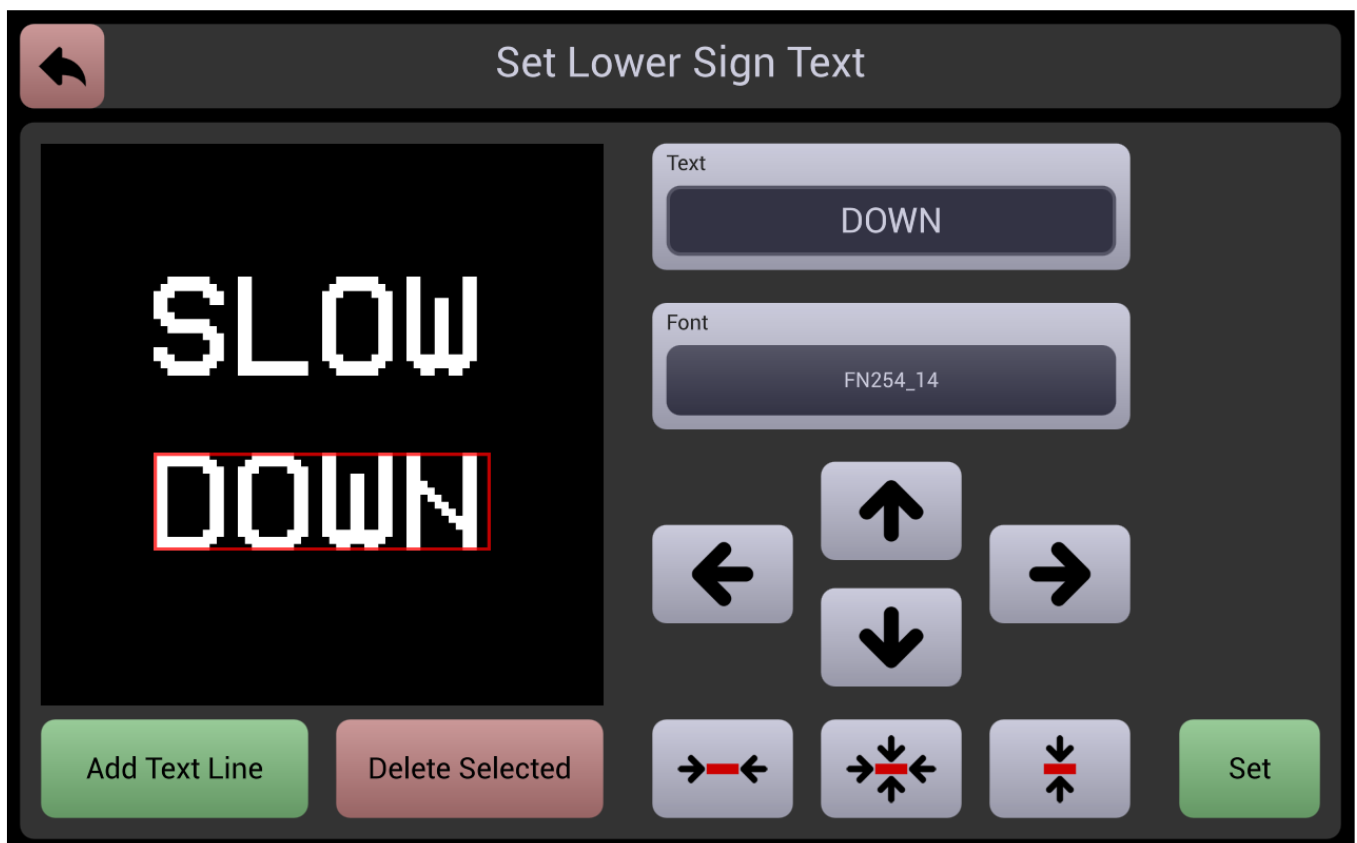 Set Lower Sign Text
SLOW
DOWN
Text
DOWN
Font
FN254_14
Add Text Line
Delete Selected
Set